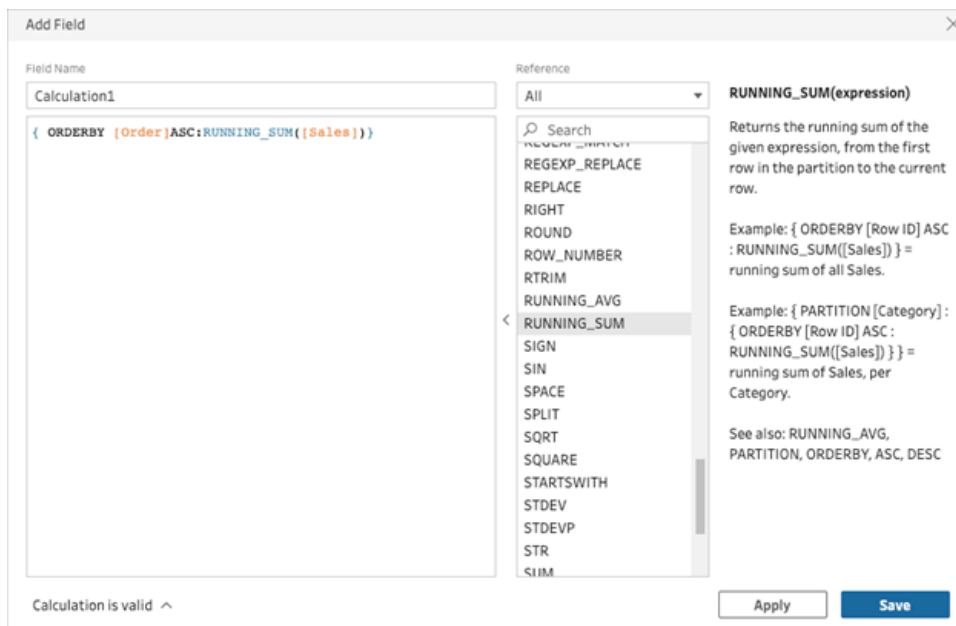 Add Field
Field Name
Calculation1
{ ORDERBY [Order]ASC:RUNNING_SUM([Sales])}
Reference
All
Search
REGEXP_MATCH
REGEXP_REPLACE
REPLACE
RIGHT
ROUND
ROW_NUMBER
RTRIM
RUNNING_AVG
RUNNING_SUM
SIGN
SIN
SPACE
SPLIT
SQRT
SQUARE
STARTSWITH
STDEV
STDEVP
STR
SUM
RUNNING_SUM(expression)
Returns the running sum of the
given expression, from the first
row in the partition to the current
row.
Example: { ORDERBY [Row ID] ASC
: RUNNING_SUM([Sales]) } =
running sum of all Sales.
Example: { PARTITION [Category] :
{ ORDERBY [Row ID] ASC :
RUNNING_SUM([Sales]) } } =
running sum of Sales, per
Category.
See also: RUNNING_AVG,
PARTITION, ORDERBY, ASC, DESC
Calculation is valid
Apply
Save